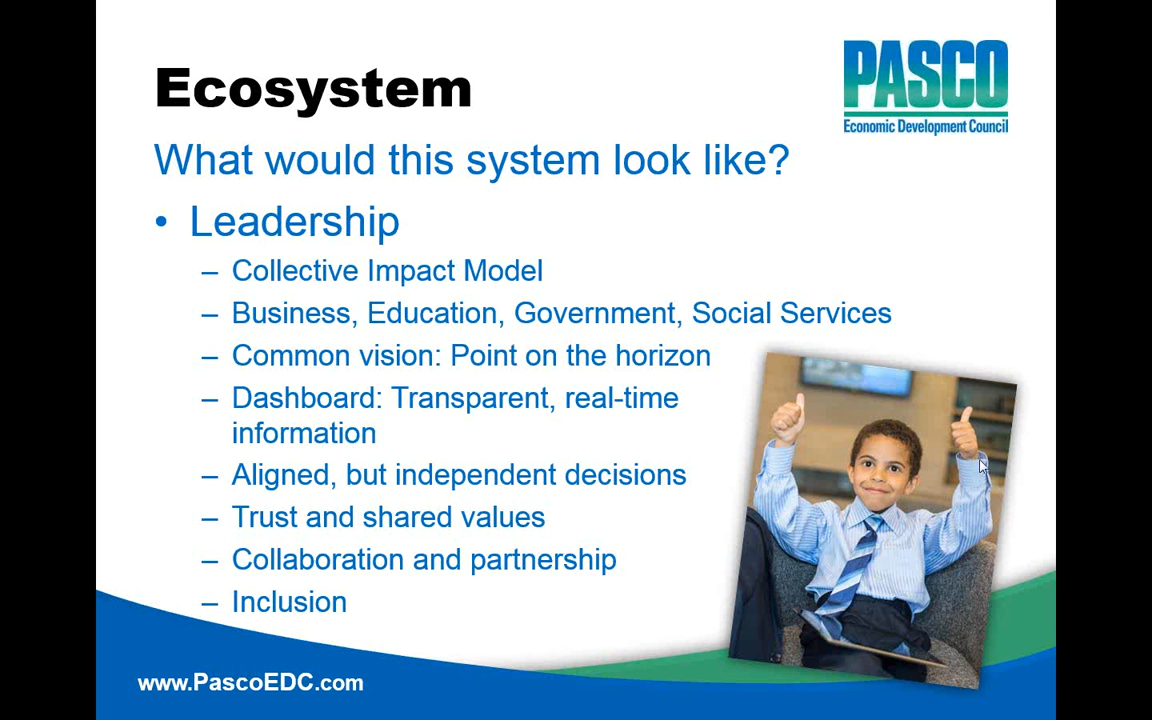 Ecosystem
PASCO
Economic Development Council
What would this system look like?
• Leadership
– Collective Impact Model
– Business, Education, Government, Social Services
– Common vision: Point on the horizon
– Dashboard: Transparent, real-time
information
– Aligned, but independent decisions
– Trust and shared values
– Collaboration and partnership
– Inclusion
www.PascoEDC.com